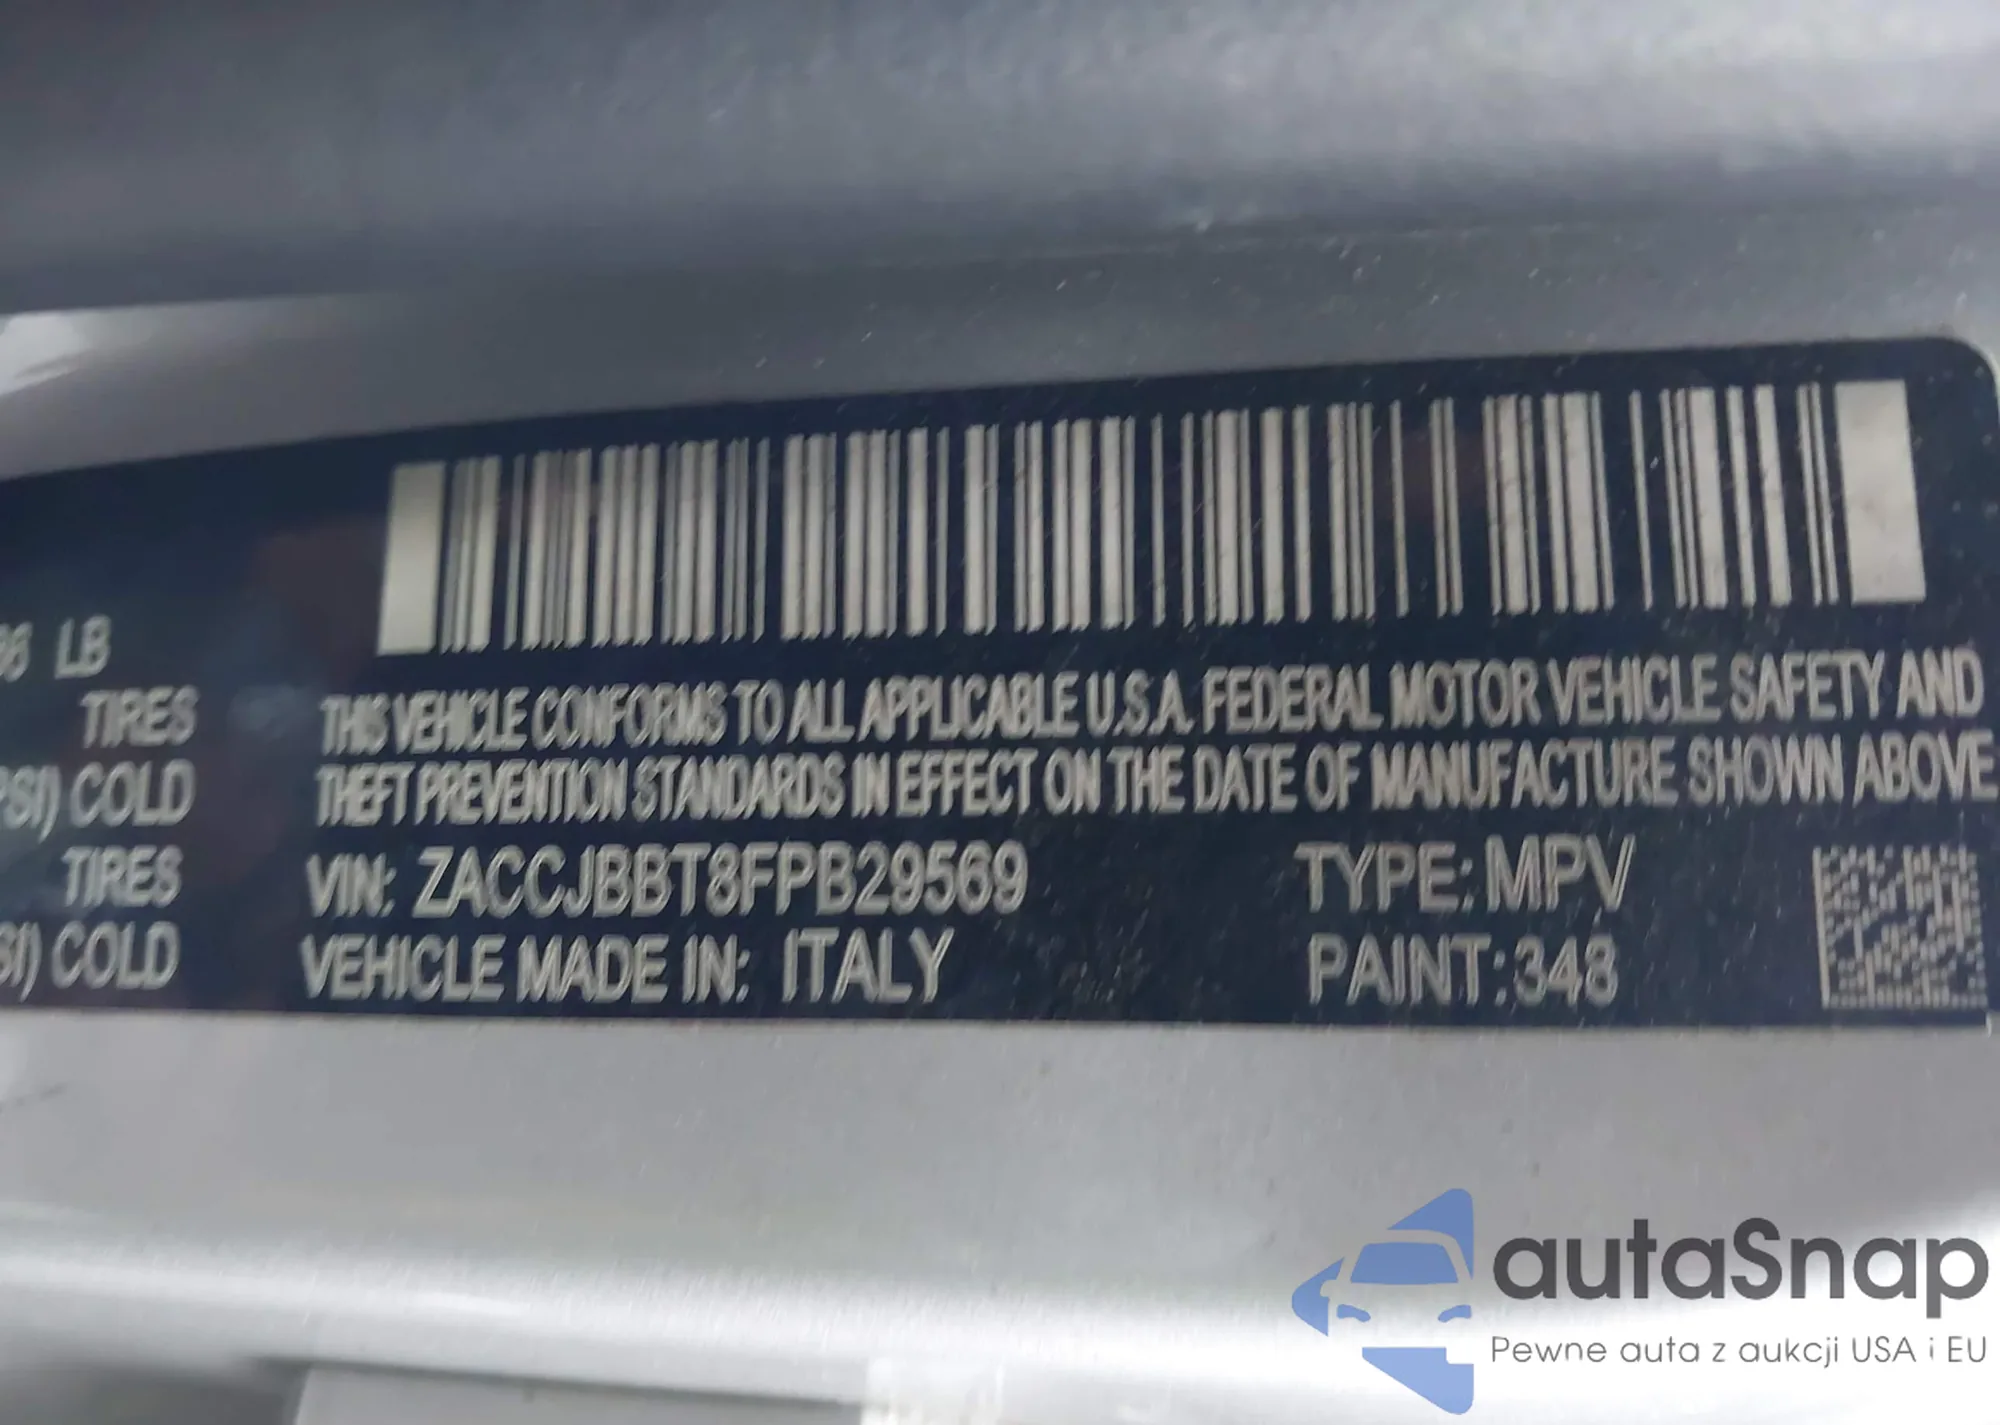 LB
TIRES
COLD
TIRES
COLD
THIS VEHICLE CONFORMS TO ALL APPLICABLE U.S.A. FEDERAL MOTOR VEHICLE SAFETY AND
THEFT PREVENTION STANDARDS IN EFFECT ON THE DATE OF MANUFACTURE SHOWN ABOVE
VIN: ZACCJBBT8FPB29569
TYPE: MPV
VEHICLE MADE IN: ITALY
PAINT: 348
autaSnap
Pewne auta z aukcji USA i EU